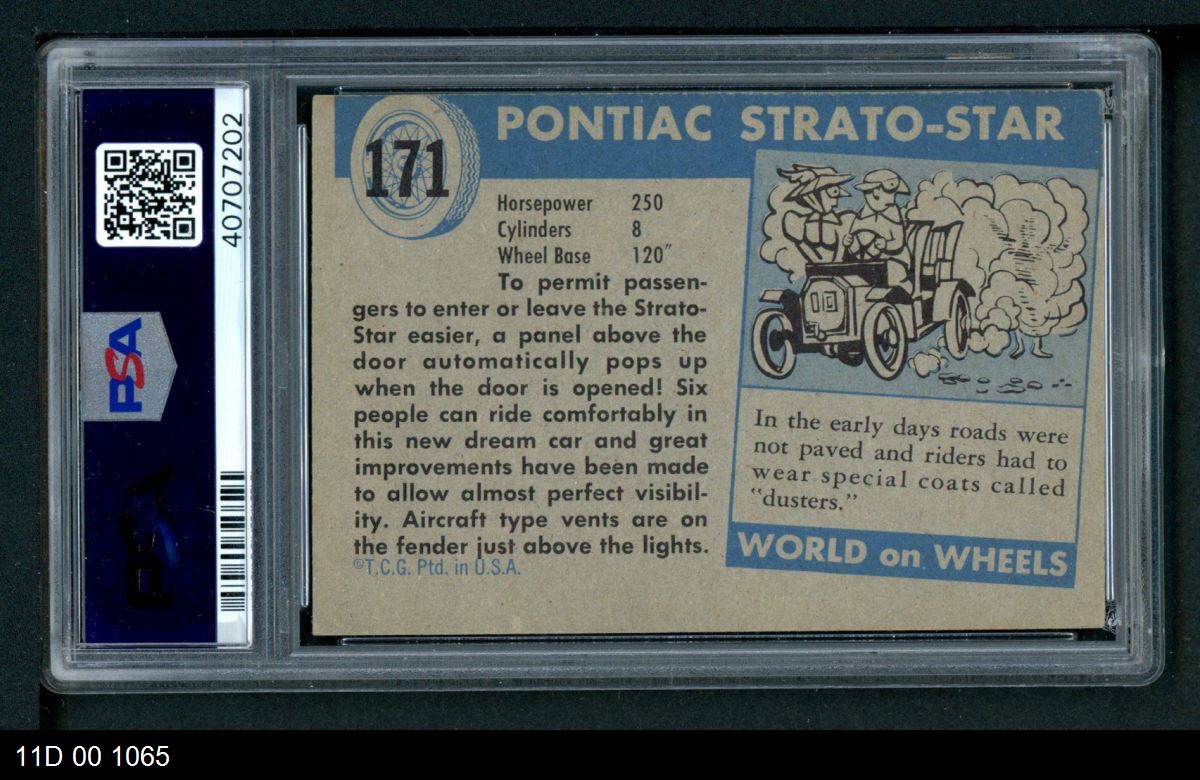 40707202
PSA
PSA
171
PONTIAC STRATO-STAR
Horsepower 250
Cylinders 8
Wheel Base 120"
To permit passen-
gers to enter or leave the Strato-
Star easier, a panel above the
door automatically pops up
when the door is opened! Six
people can ride comfortably in
this new dream car and great
improvements have been made
to allow almost perfect visibil-
ity. Aircraft type vents are on
the fender just above the lights.
©T.C.G. Ptd. in U.S.A.
In the early days roads were
not paved and riders had to
wear special coats called
"dusters."
WORLD on WHEELS
11D 00 1065